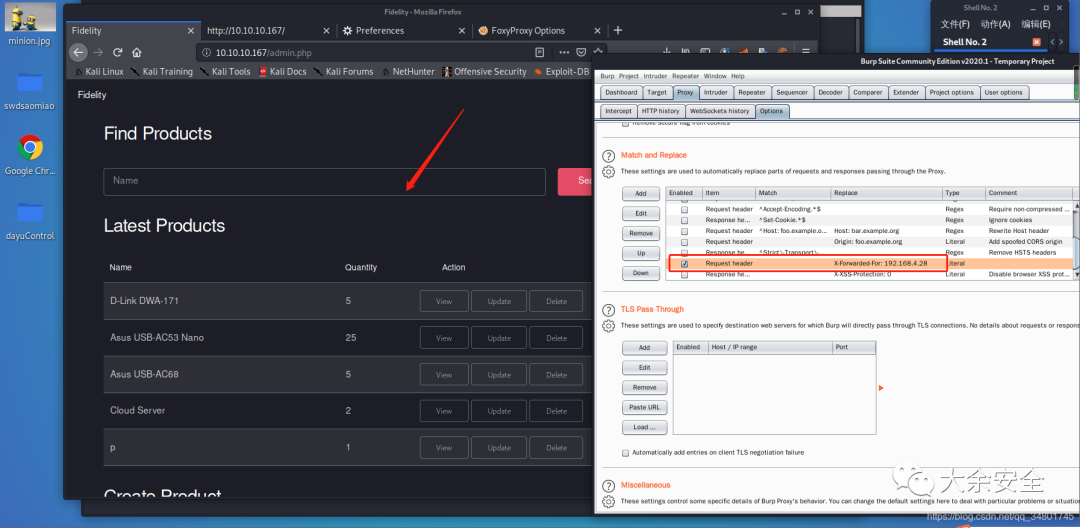 minion.jpg
swdsaomiao
Google Chr...
dayuControl
Fidelity - Mozilla Firefox
Fidelity
http://10.10.10.167/
Preferences
FoxyProxy Options
10.10.10.167/admin.php
Kali Linux
Kali Training
Kali Tools
Kali Docs
Kali Forums
NetHunter
Offensive Security
Exploit-DB
Fidelity
Find Products
Name
Sea
Latest Products
Name Quantity Action
D-Link DWA-171 5 View Update Delete
Asus USB-AC53 Nano 25 View Update Delete
Asus USB-AC68 5 View Update Delete
Cloud Server 2 View Update Delete
p 1 View Update Delete
Create Product
Shell No. 2
文件(F) 动作(A) 编辑(E)
Shell No. 2
Burp Suite Community Edition v2020.1 - Temporary Project
Burp Project Intruder Repeater Window Help
Dashboard Target Proxy Intruder Repeater Sequencer Decoder Comparer Extender Project options User options
Intercept HTTP history WebSockets history Options
Remove secure flag from cookies
Match and Replace
These settings are used to automatically replace parts of requests and responses passing through the Proxy.
Add
Edit
Remove
Up
Down
Enabled Item Match Replace Type Comment
Request header ^Accept-Encoding.*$ Regex Require non-compressed ...
Response he... ^Set-Cookie.*$ Regex Ignore cookies
Request header ^Host: foo.example.o... Host: bar.example.org Regex Rewrite Host header
Request header Origin: foo.example.org Literal Add spoofed CORS origin
Response he... ^Strict\-Transport\-... Regex Remove HSTS headers
Request header X-Forwarded-For: 192.168.4.28 Literal
Response he... X-XSS-Protection: 0 Literal Disable browser XSS prot...
TLS Pass Through
These settings are used to specify destination web servers for which Burp will directly pass through TLS connections. No details about requests or respons
Add
Edit
Remove
Paste URL
Load ...
Enabled Host / IP range Port
Automatically add entries on client TLS negotiation failure
Miscellaneous
These settings control some specific details of Burp Proxy's behavior. You can change the default settings here to deal with particular problems or situation
大余安全
https://blog.csdn.net/qq_34801745